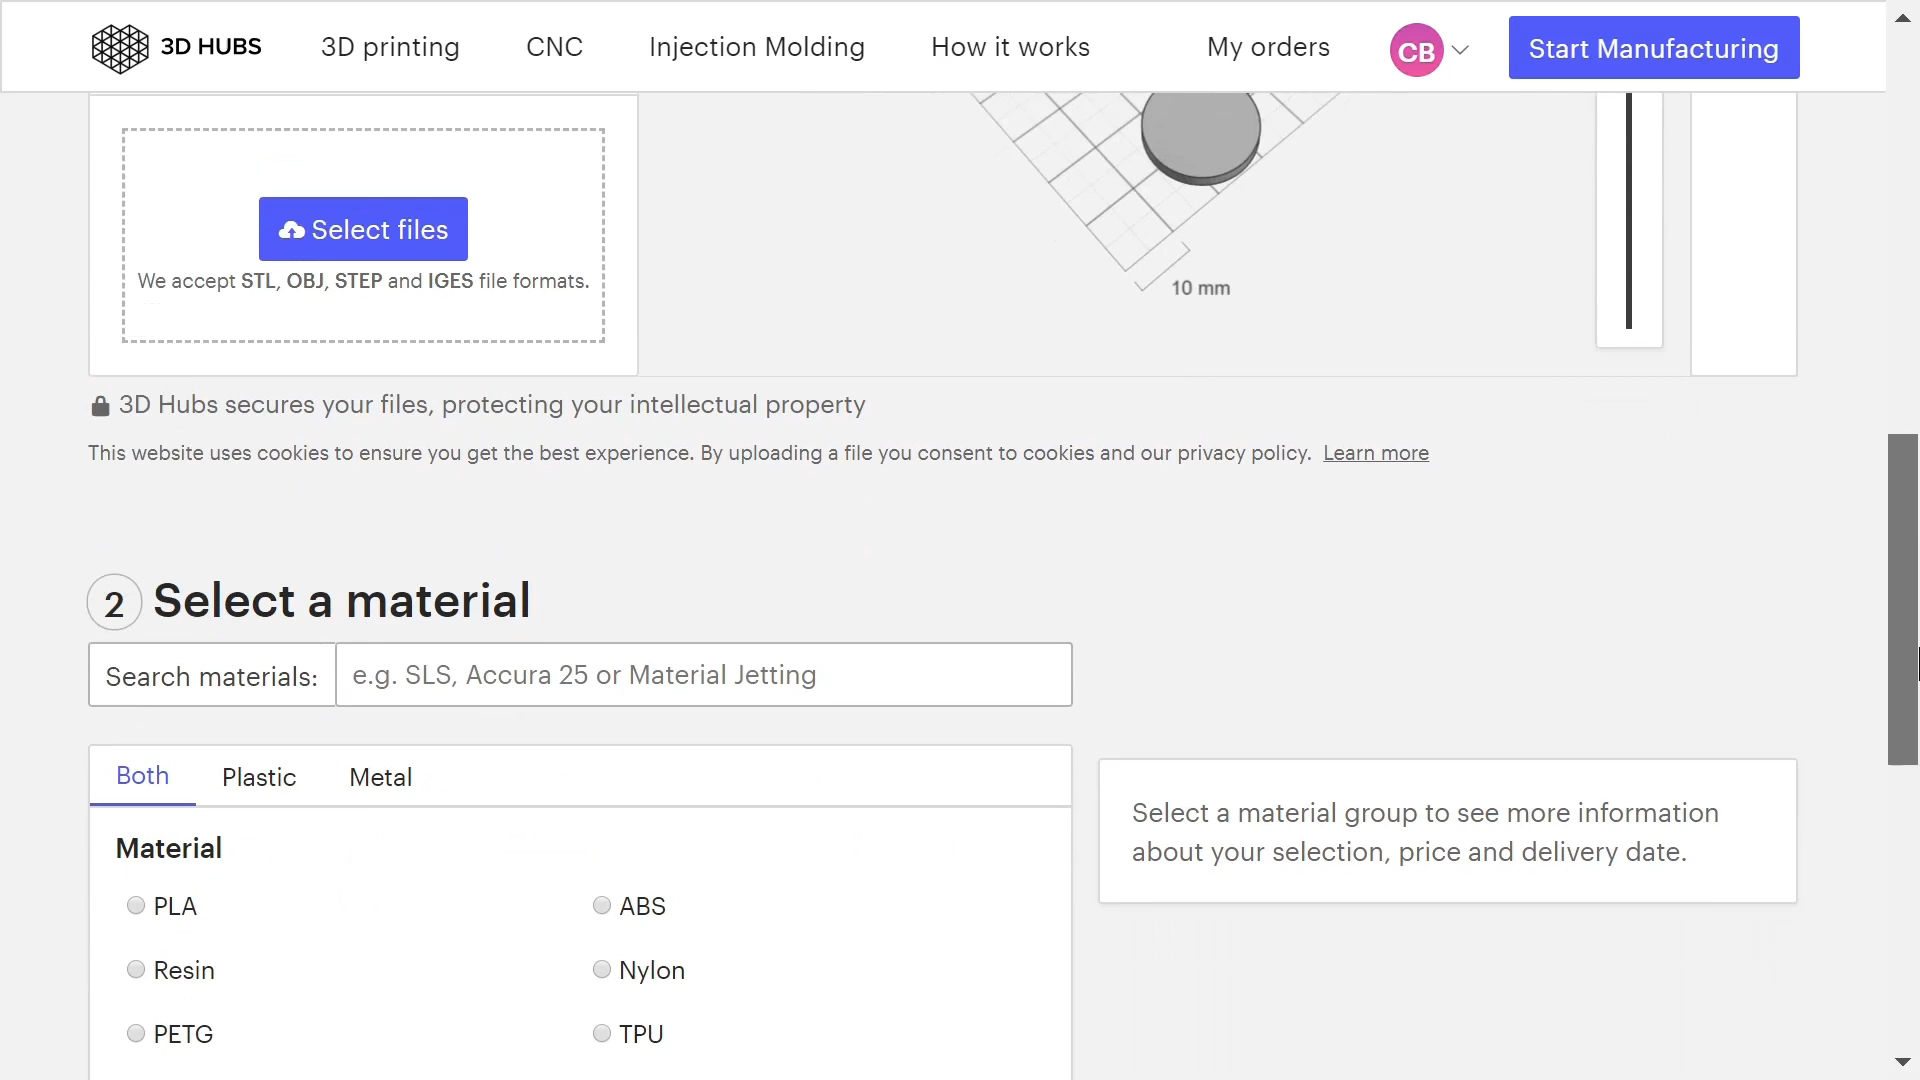 3D HUBS 3D printing CNC Injection Molding How it works My orders CB Start Manufacturing
Select files
We accept STL, OBJ, STEP and IGES file formats.
10 mm
3D Hubs secures your files, protecting your intellectual property
This website uses cookies to ensure you get the best experience. By uploading a file you consent to cookies and our privacy policy. Learn more
2 Select a material
Search materials: e.g. SLS, Accura 25 or Material Jetting
Both Plastic Metal
Select a material group to see more information
about your selection, price and delivery date.
Material
PLA ABS
Resin Nylon
PETG TPU